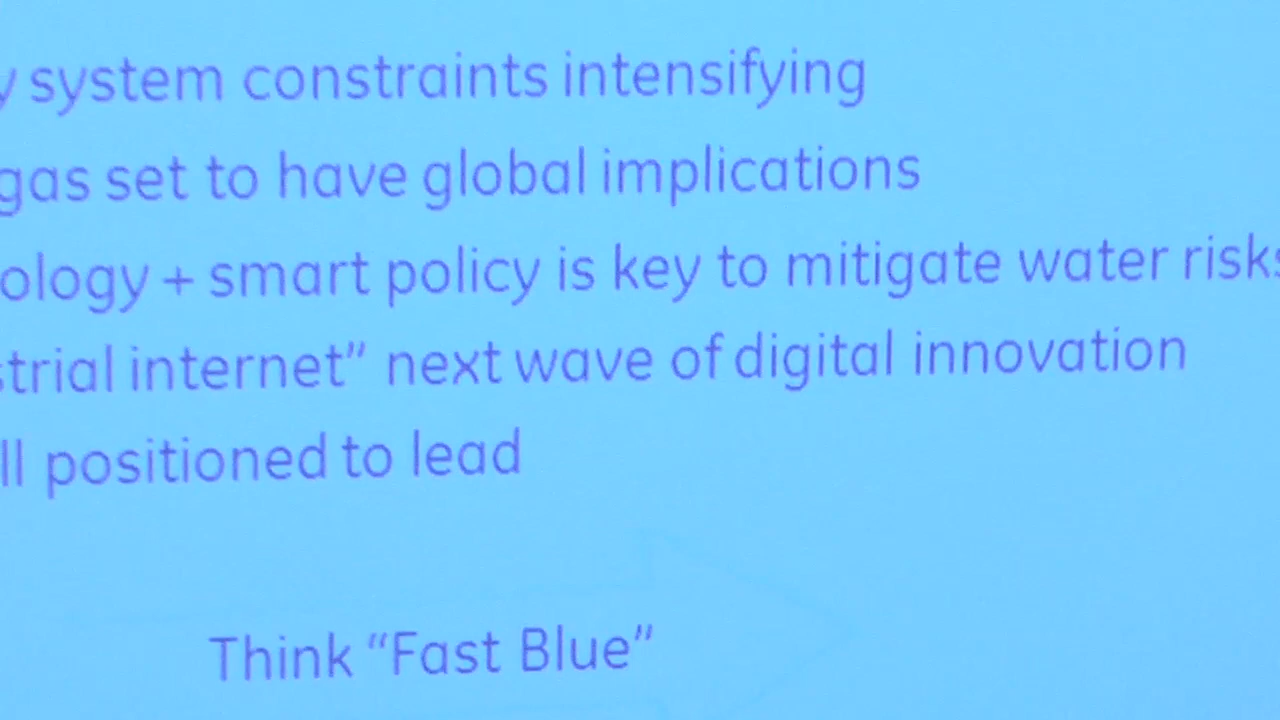 system constraints intensifying
gas set to have global implications
ology + smart policy is key to mitigate water risks
trial internet” next wave of digital innovation
ll positioned to lead
Think “Fast Blue”